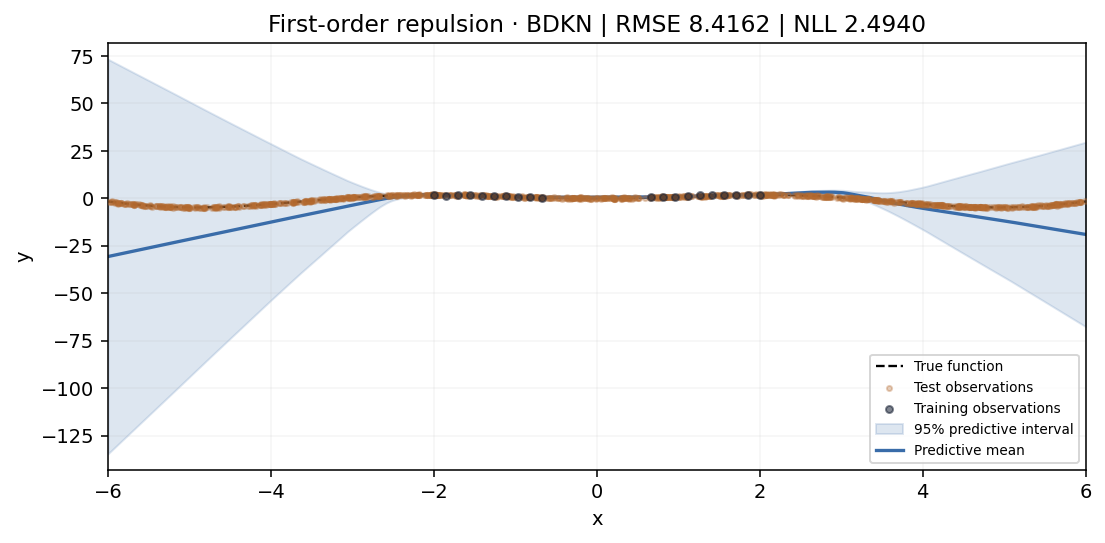 First-order repulsion · BDKN | RMSE 8.4162 | NLL 2.4940
75
50
25
0
−25
−50
−75
−100
−125
y
−6
−4
−2
0
2
4
6
x
True function
Test observations
Training observations
95% predictive interval
Predictive mean